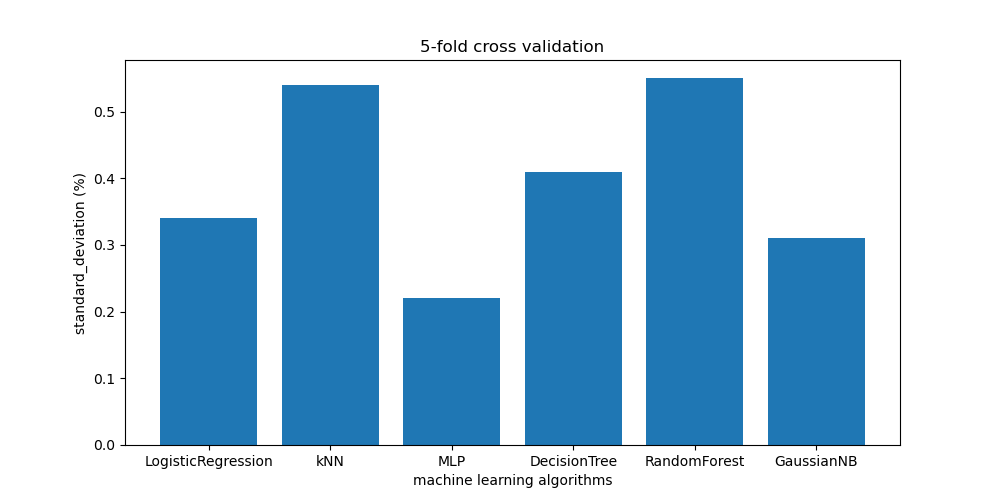 5-fold cross validation
standard_deviation (%)
0.5
0.4
0.3
0.2
0.1
0.0
LogisticRegression kNN MLP DecisionTree RandomForest GaussianNB
machine learning algorithms